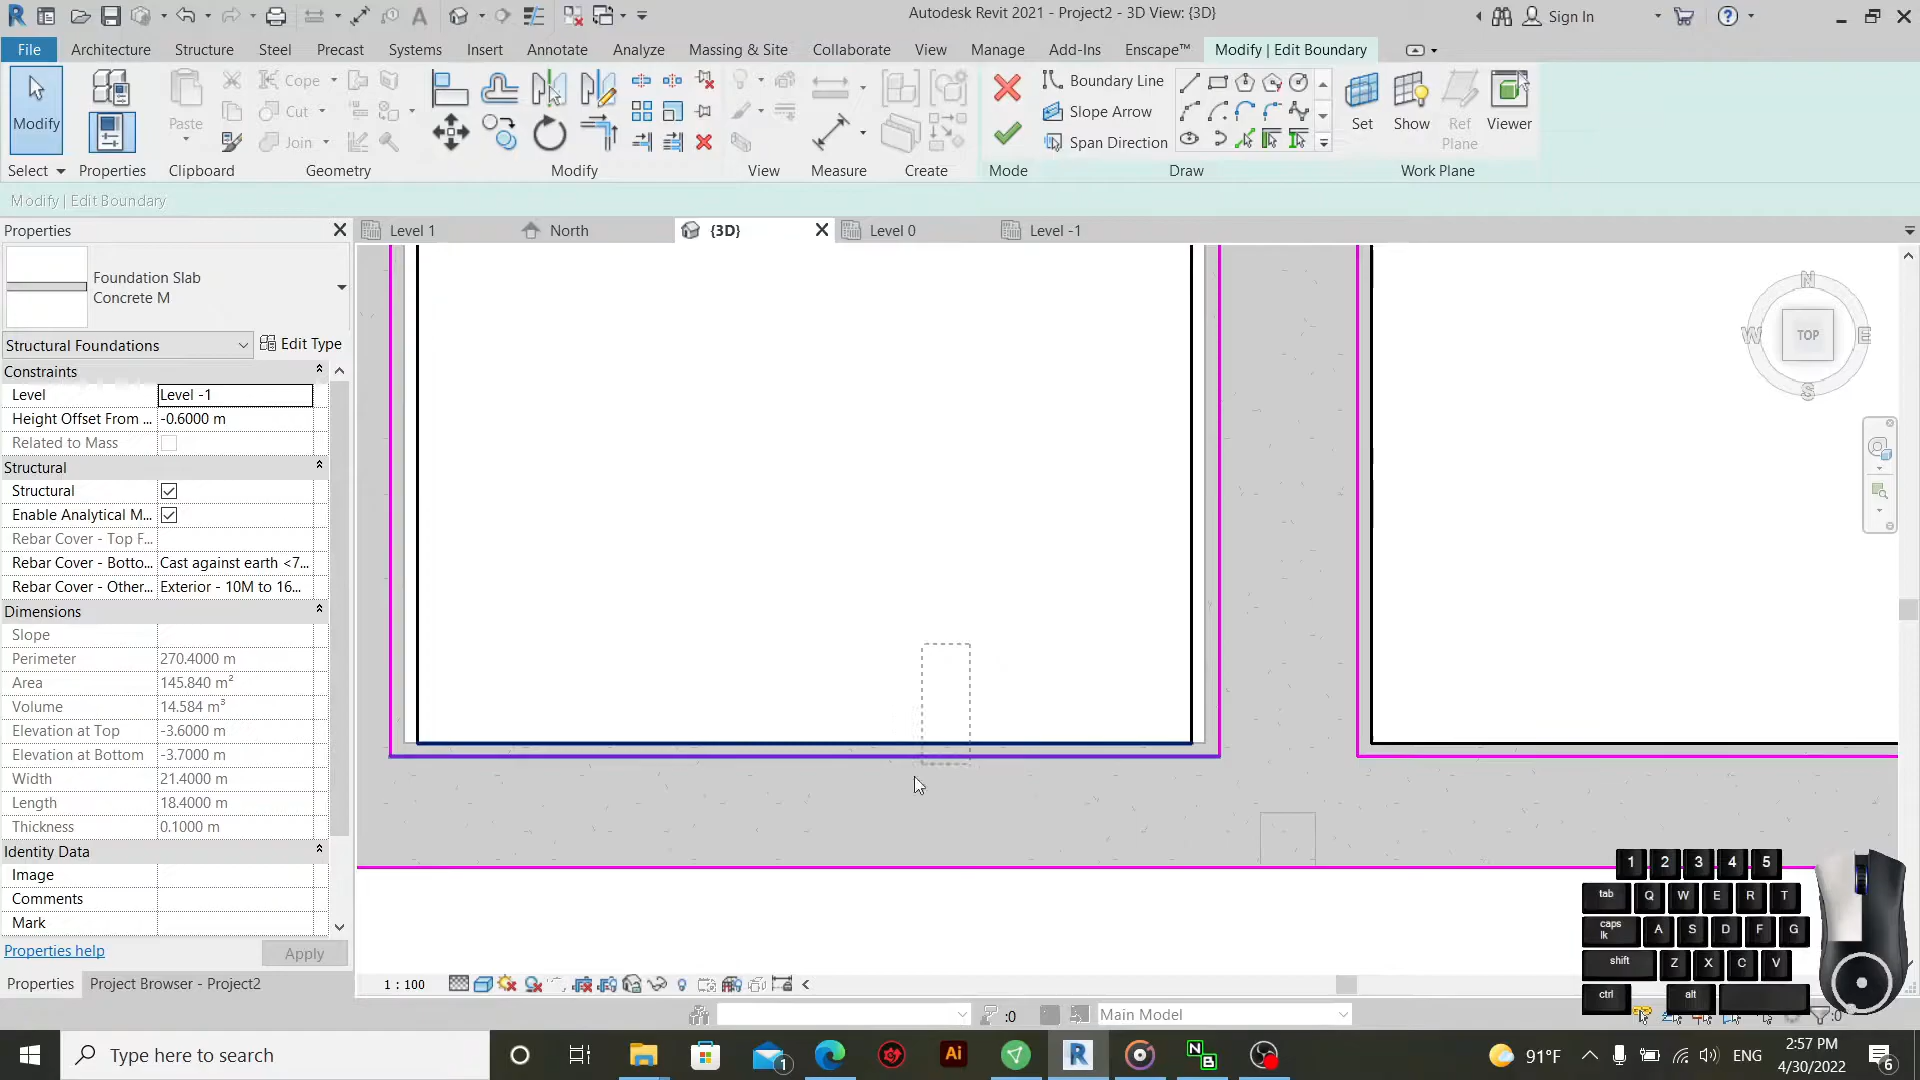 Autodesk Revit 2021 - Project2 - 3D View: {3D}
Sign In
File Architecture Structure Steel Precast Systems Insert Annotate Analyze Massing & Site Collaborate View Manage Add-Ins Enscape™ Modify | Edit Boundary
Modify
Paste
Cope
Cut
Join
Boundary Line
Slope Arrow
Span Direction
Set
Show
Ref
Plane
Viewer
Select Properties Clipboard Geometry Modify View Measure Create Mode Draw Work Plane
Modify | Edit Boundary
Properties
Level 1 North {3D} Level 0 Level -1
Foundation Slab
Concrete M
Structural Foundations Edit Type
Constraints
Level Level -1
Height Offset From ... -0.6000 m
Related to Mass
Structural
Structural
Enable Analytical M...
Rebar Cover - Top F...
Rebar Cover - Botto... Cast against earth <7...
Rebar Cover - Other... Exterior - 10M to 16...
Dimensions
Slope
Perimeter 270.4000 m
Area 145.840 m²
Volume 14.584 m³
Elevation at Top -3.6000 m
Elevation at Bottom -3.7000 m
Width 21.4000 m
Length 18.4000 m
Thickness 0.1000 m
Identity Data
Image
Comments
Mark
Properties help Apply
Properties Project Browser - Project2
N
W TOP E
S
1 : 100
:0 Main Model :0
1 2 3 4 5
tab Q W E R T
caps lk A S D F G
shift Z X C V
ctrl alt
Type here to search
1
Ai
N
B
91°F
ENG
2:57 PM
4/30/2022
6